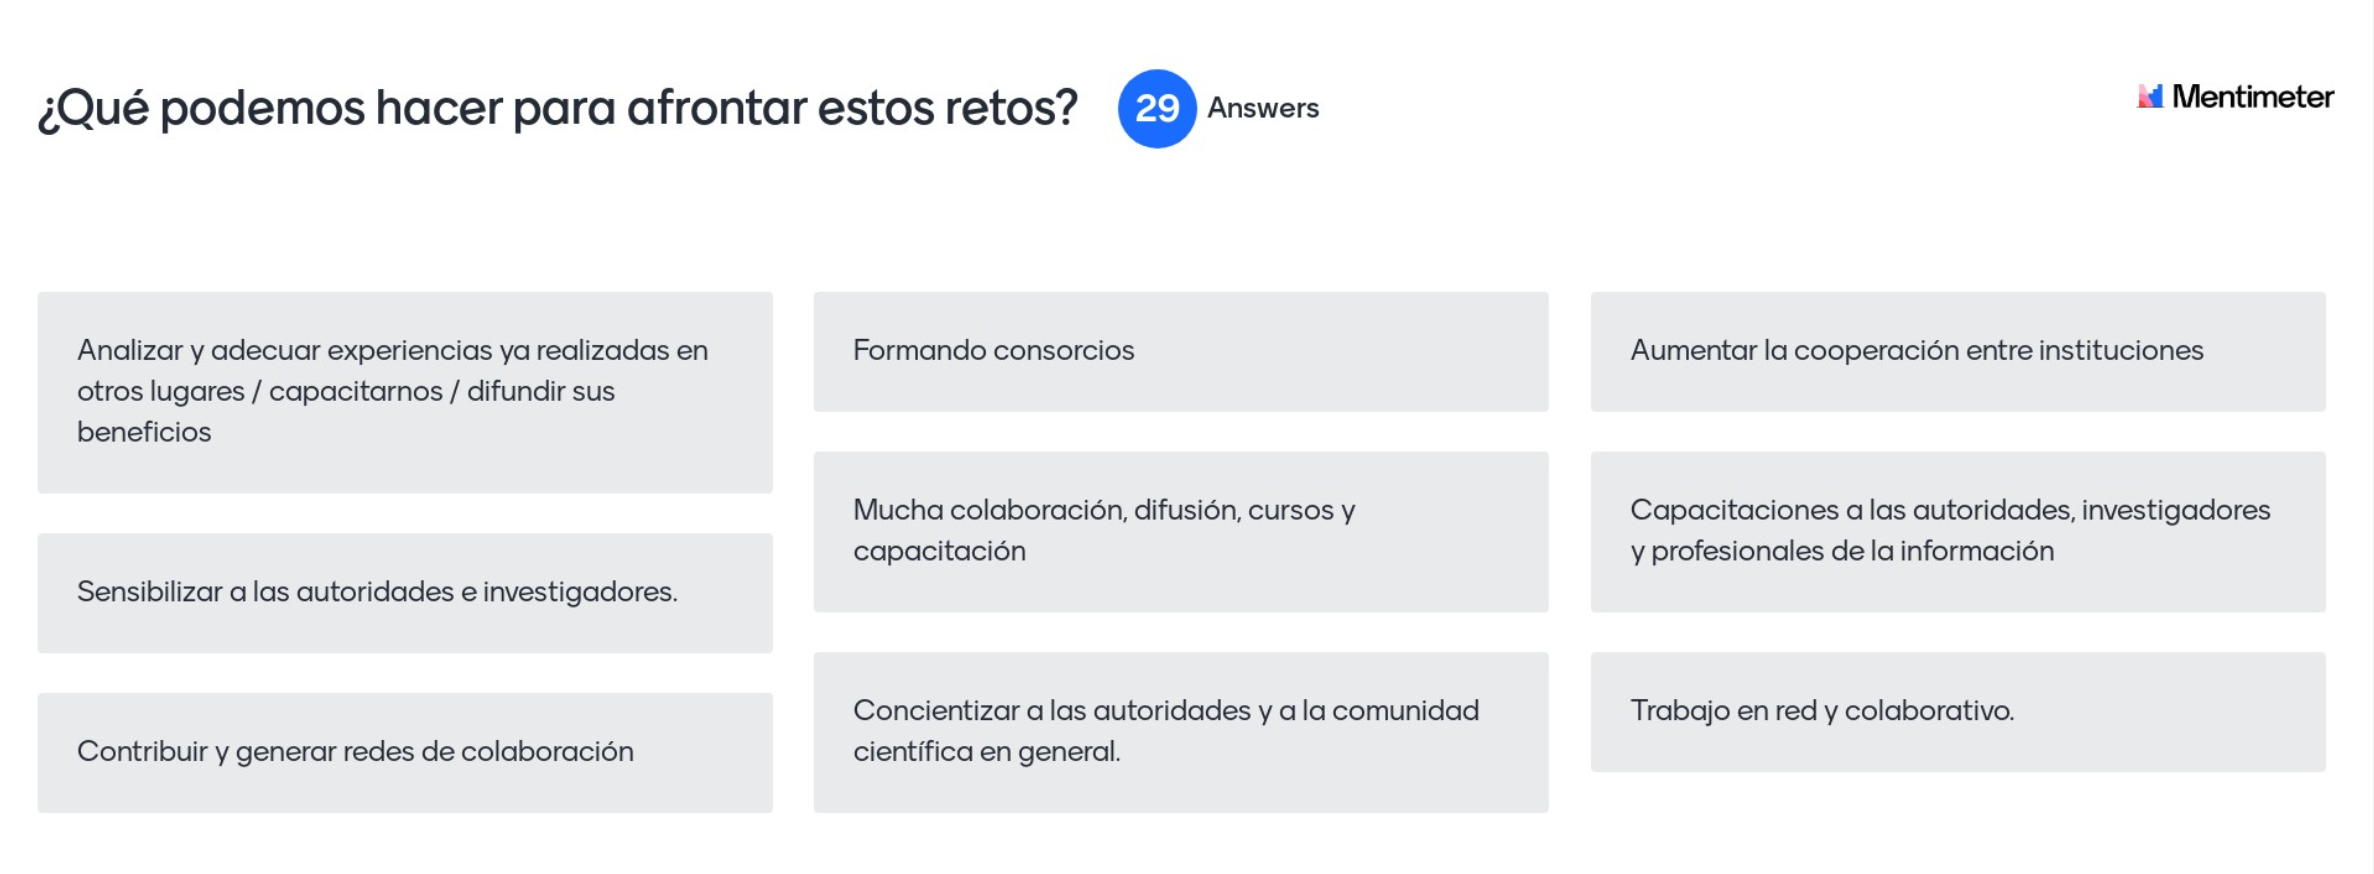 ¿Qué podemos hacer para afrontar estos retos?
29 Answers
Mentimeter
Analizar y adecuar experiencias ya realizadas en
otros lugares / capacitarnos / difundir sus
beneficios
Sensibilizar a las autoridades e investigadores.
Contribuir y generar redes de colaboración
Formando consorcios
Mucha colaboración, difusión, cursos y
capacitación
Concientizar a las autoridades y a la comunidad
científica en general.
Aumentar la cooperación entre instituciones
Capacitaciones a las autoridades, investigadores
y profesionales de la información
Trabajo en red y colaborativo.